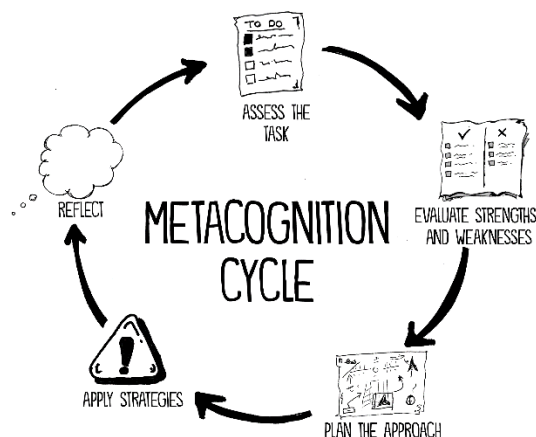 TO DO
ASSESS THE
TASK
EVALUATE STRENGTHS
AND WEAKNESSES
PLAN THE APPROACH
APPLY STRATEGIES
REFLECT
METACOGNITION
CYCLE